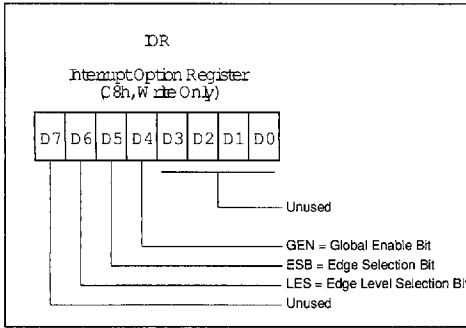 IOR
Interrupt Option Register
(C8h, Write Only)
D7 D6 D5 D4 D3 D2 D1 D0
Unused
GEN = Global Enable Bit
ESB = Edge Selection Bit
LES = Edge Level Selection Bit
Unused